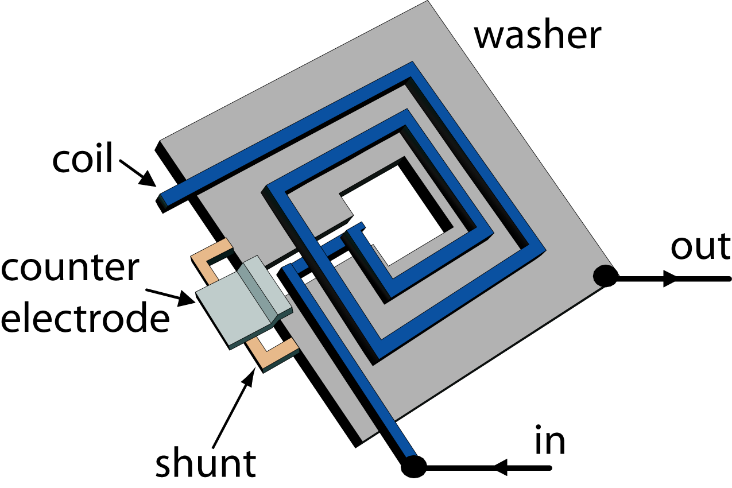 washer
coil
out
counter
electrode
in
shunt